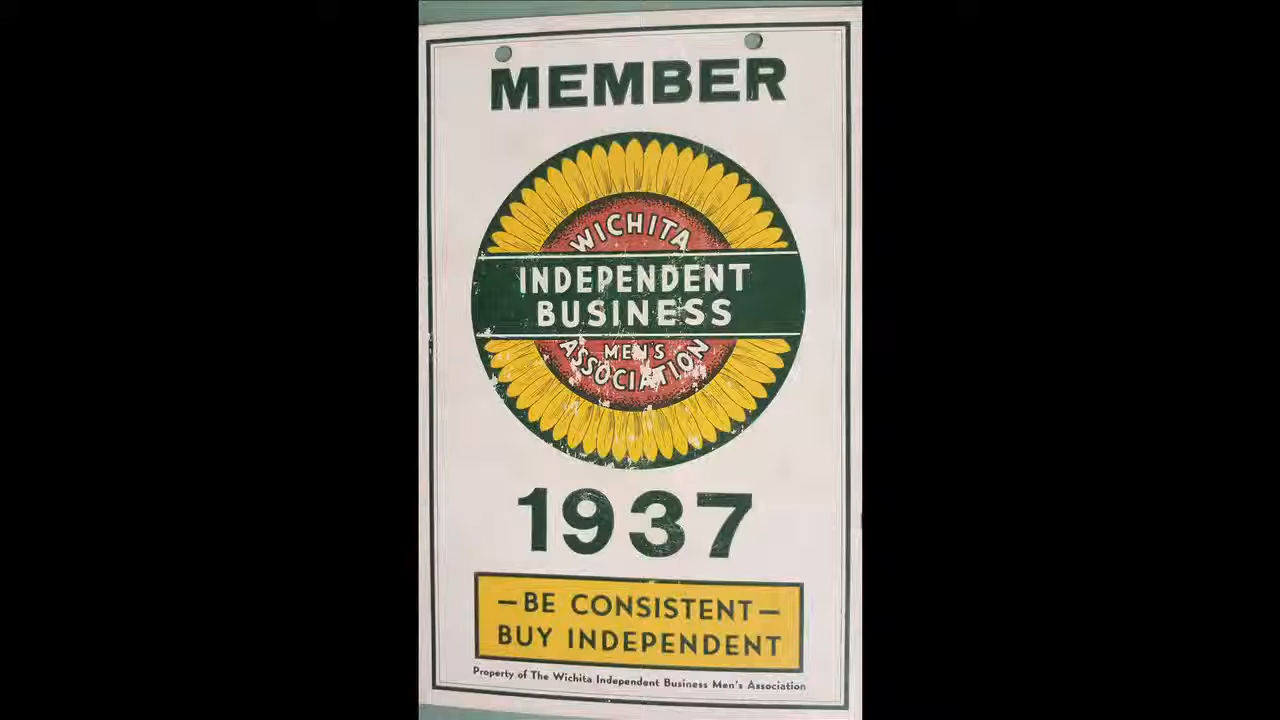 MEMBER
WICHITA
INDEPENDENT
BUSINESS
MEN'S
ASSOCIATION
1937
—BE CONSISTENT—
BUY INDEPENDENT
Property of The Wichita Independent Business Men's Association